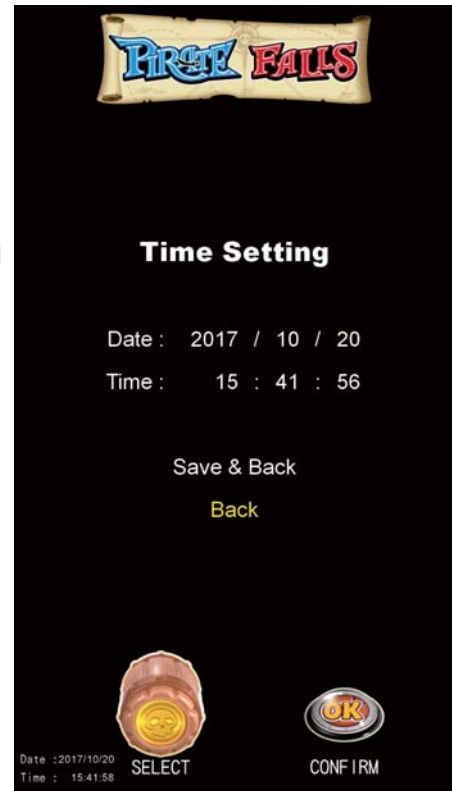 PIRATE FALLS
Time Setting
Date : 2017 / 10 / 20
Time : 15 : 41 : 56
Save & Back
Back
OK
Date :2017/10/20
Time : 15:41:58
SELECT
CONFIRM